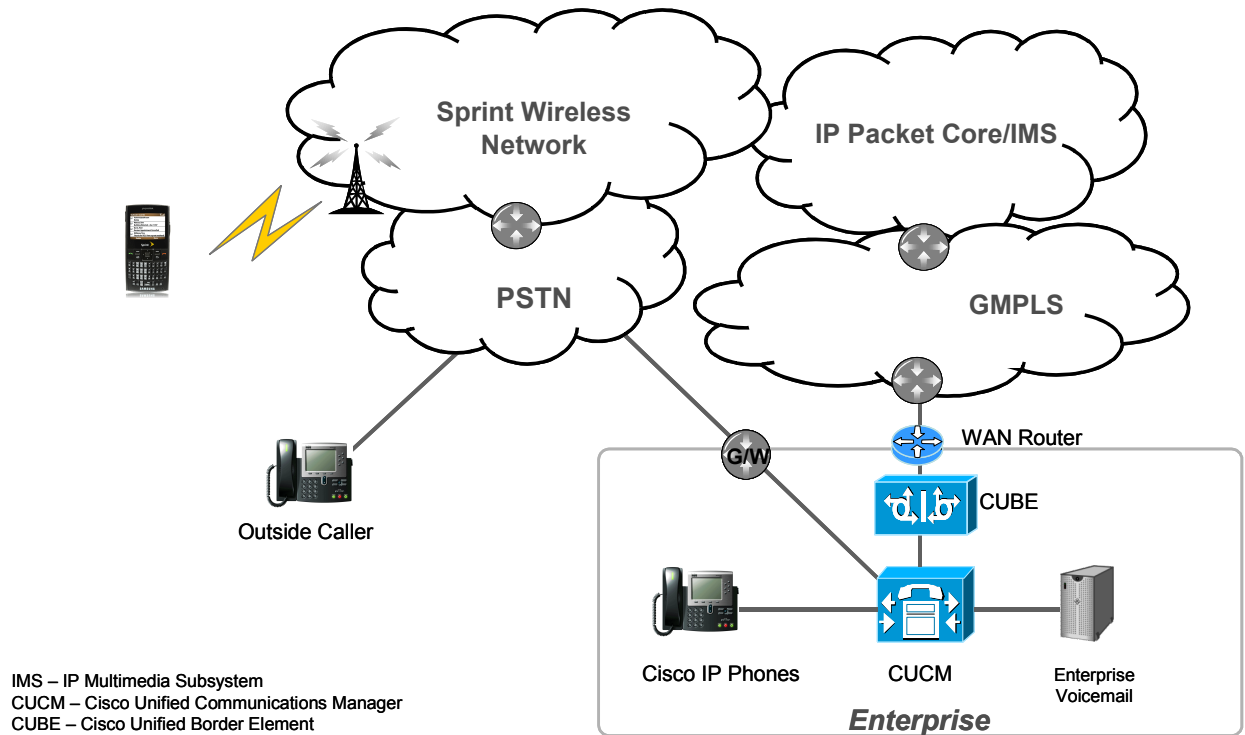 Sprint Wireless
Network
IP Packet Core/IMS
PSTN
GMPLS
WAN Router
G/W
CUBE
Outside Caller
Cisco IP Phones
CUCM
Enterprise
Voicemail
IMS – IP Multimedia Subsystem
CUCM – Cisco Unified Communications Manager
CUBE – Cisco Unified Border Element
Enterprise